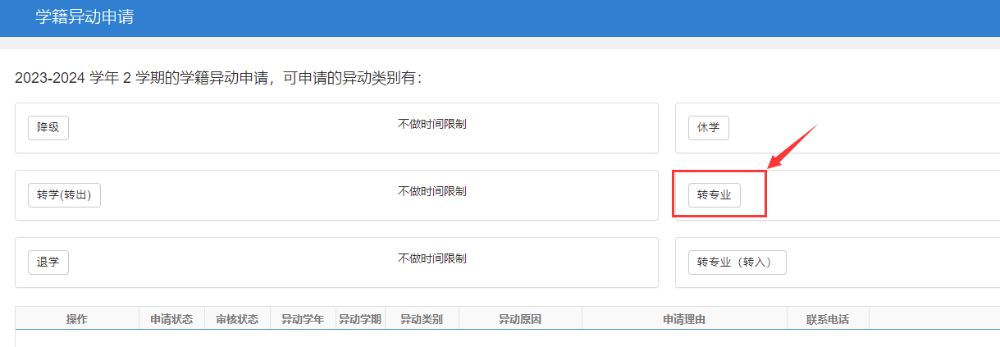 学籍异动申请
2023-2024 学年 2 学期的学籍异动申请，可申请的异动类别有：
降级 不做时间限制 休学
转学(转出) 不做时间限制 转专业
退学 不做时间限制 转专业（转入）
操作 申请状态 审核状态 异动学年 异动学期 异动类别 异动原因 申请理由 联系电话